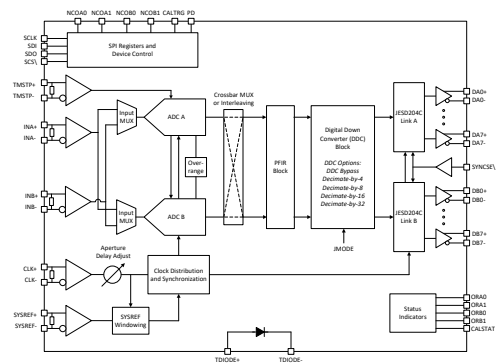 NCOA0 NCOA1 NCOB0 NCOB1 CALTRG PD
SCLK
SDI
SDO
SCS\
SPI Registers and
Device Control
TMSTP+
TMSTP-
INA+
INA-
Input
MUX
ADC A
Crossbar MUX
or Interleaving
Over-
range
PFIR
Block
Digital Down
Converter (DDC)
Block
DDC Options:
DDC Bypass
Decimate-by-4
Decimate-by-8
Decimate-by-16
Decimate-by-32
JMODE
JESD204C
Link A
DA0+
DA0-
DA7+
DA7-
SYNCSE\
INB+
INB-
Input
MUX
ADC B
JESD204C
Link B
DB0+
DB0-
DB7+
DB7-
Aperture
Delay Adjust
CLK+
CLK-
Clock Distribution
and Synchronization
SYSREF+
SYSREF-
SYSREF
Windowing
Status
Indicators
ORA0
ORA1
ORB0
ORB1
CALSTAT
TDIODE+ TDIODE-